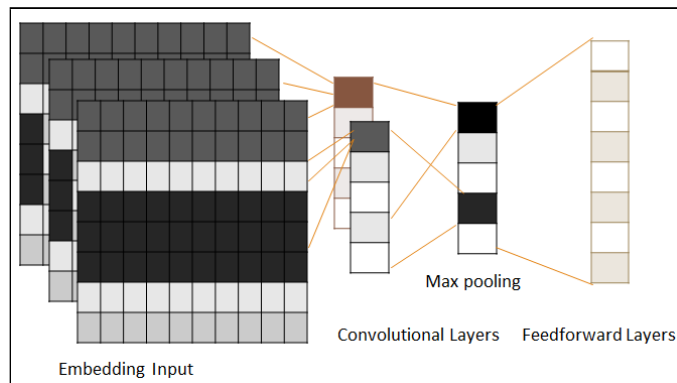 Max pooling
Convolutional Layers
Feedforward Layers
Embedding Input